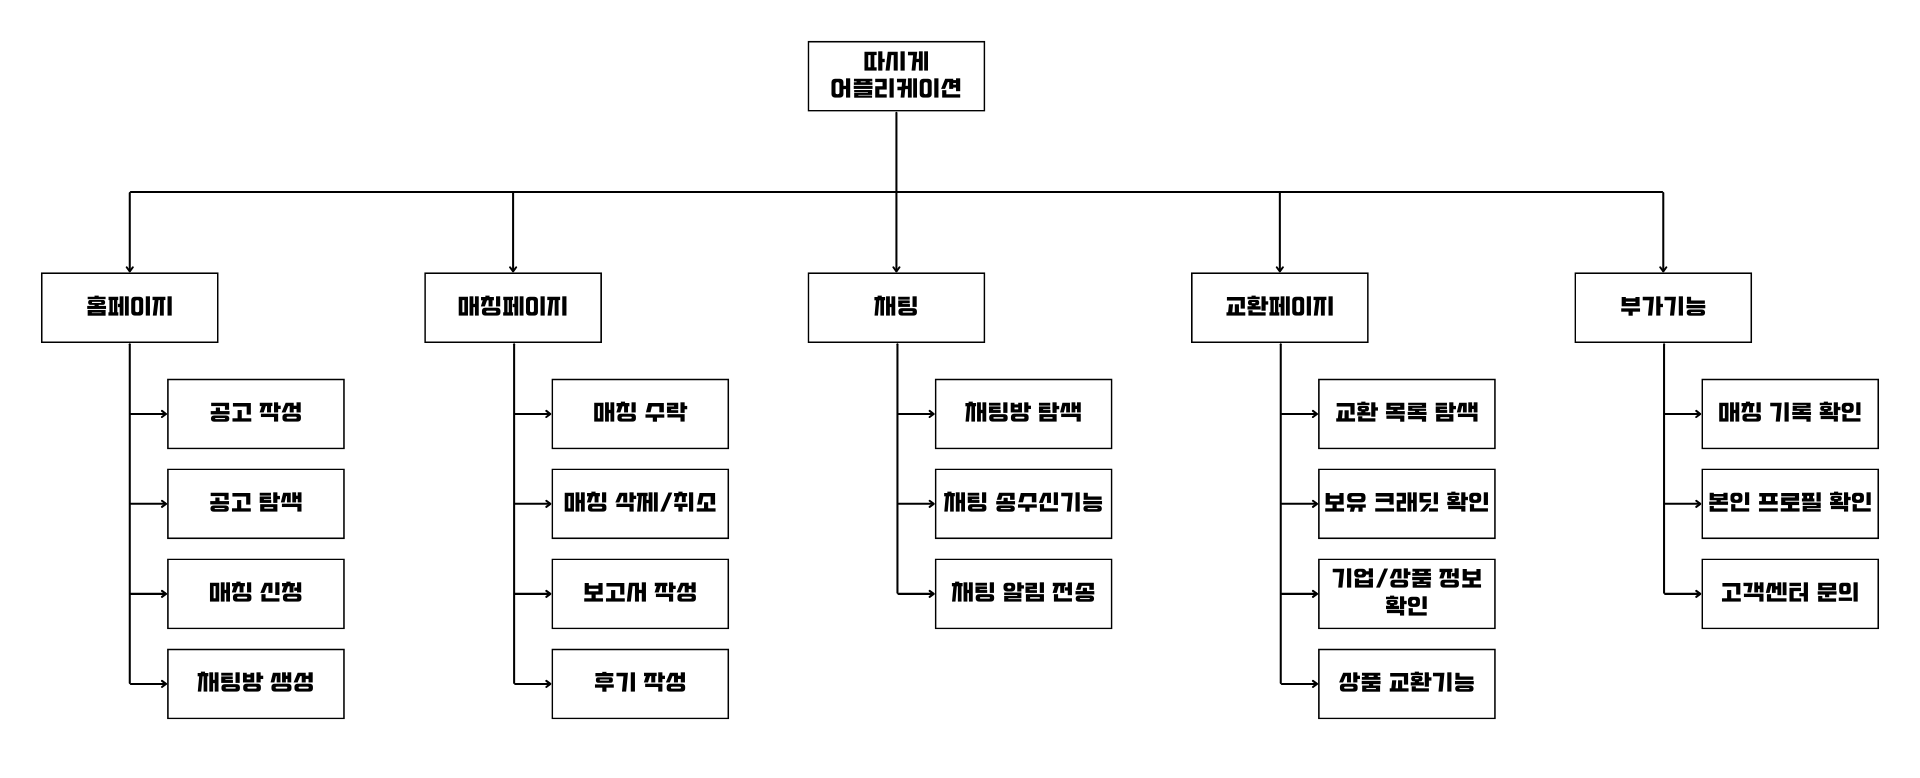 따시게
어플리케이션
홈페이지
매칭페이지
채팅
교환페이지
부가기능
공고 작성
공고 탐색
매칭 신청
채팅방 생성
매칭 수락
매칭 삭제/취소
보고서 작성
후기 작성
채팅방 탐색
채팅 송수신기능
채팅 알림 전송
교환 목록 탐색
보유 크래딧 확인
기업/상품 정보
확인
상품 교환기능
매칭 기록 확인
본인 프로필 확인
고객센터 문의